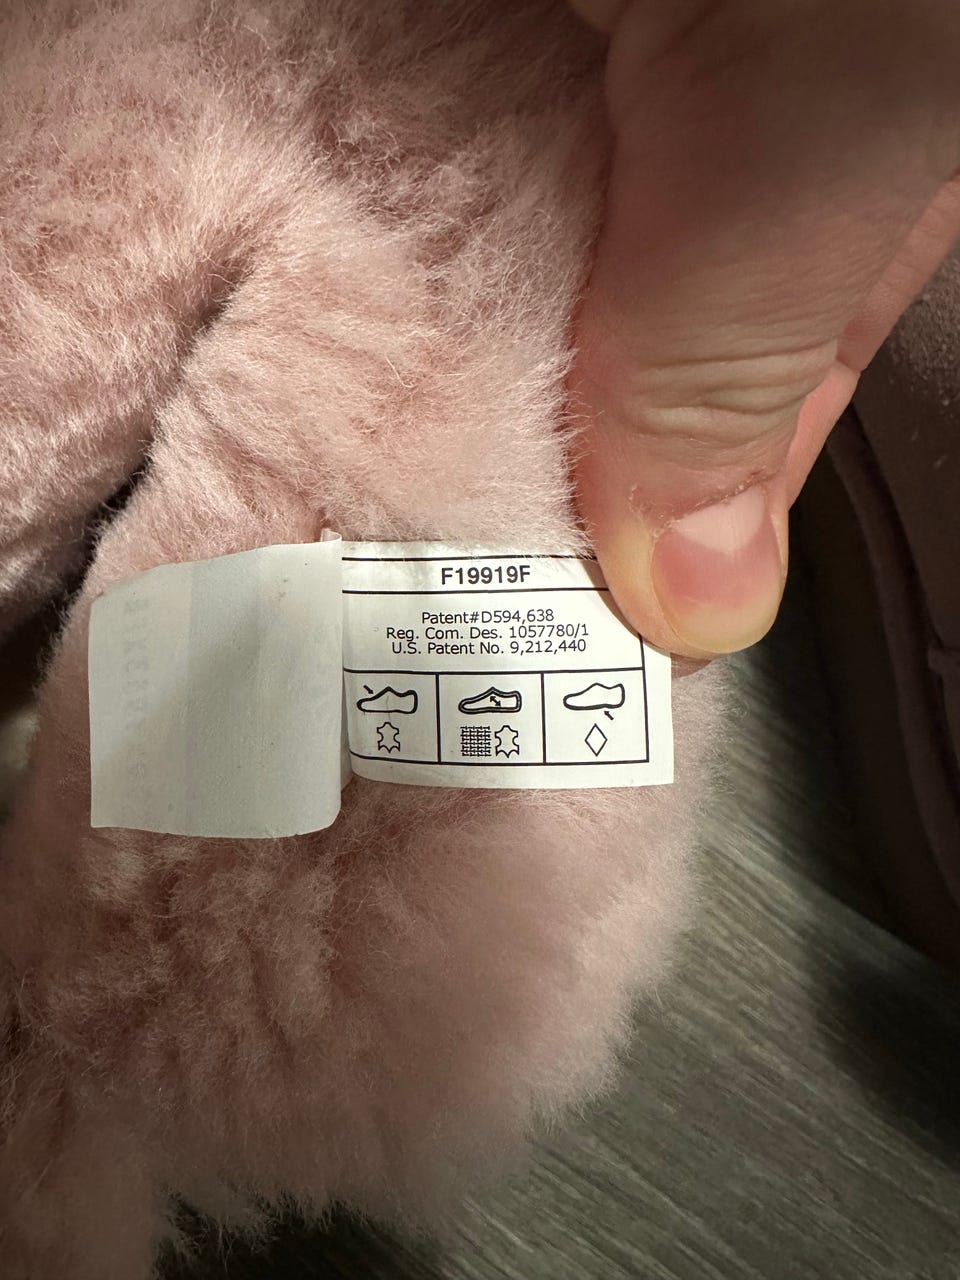 F19919F
Patent#D594,638
Reg. Com. Des. 1057780/1
U.S. Patent No. 9,212,440